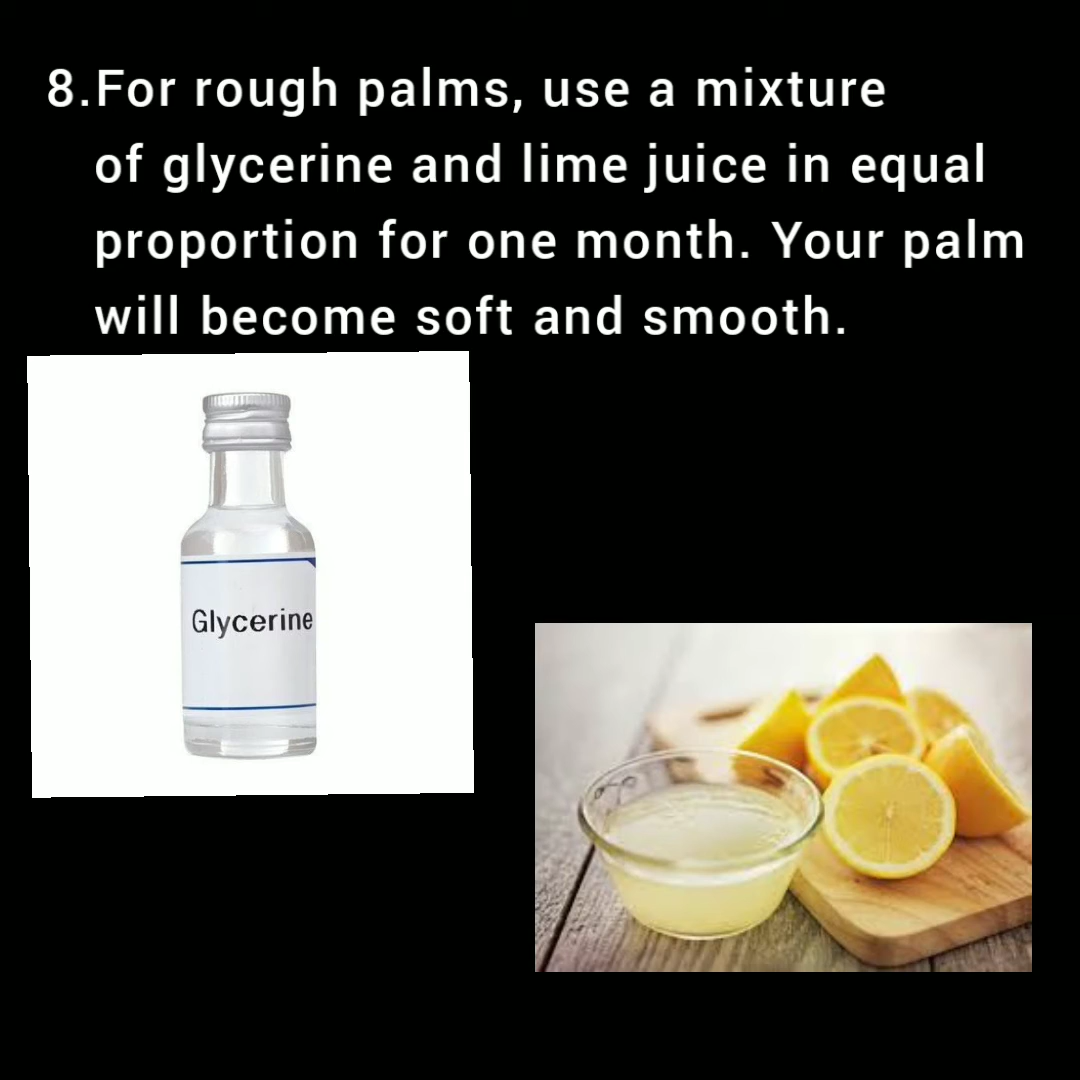 8.For rough palms, use a mixture
of glycerine and lime juice in equal
proportion for one month. Your palm
will become soft and smooth.
Glycerine